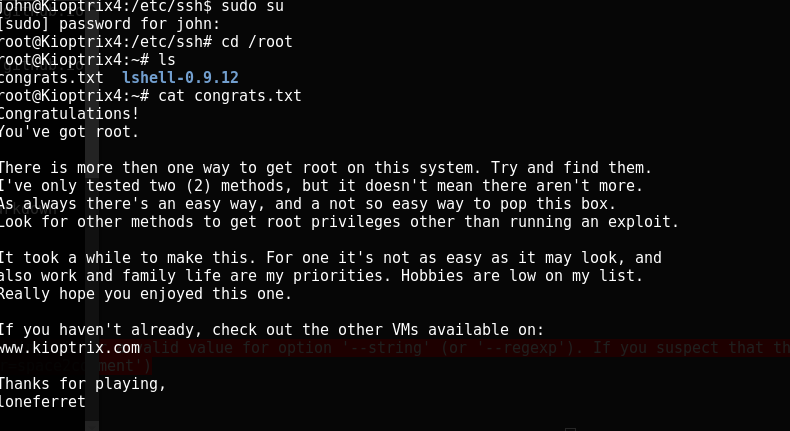 john@Kioptrix4:/etc/ssh$ sudo su
[sudo] password for john:
root@Kioptrix4:/etc/ssh# cd /root
root@Kioptrix4:~# ls
congrats.txt  lshell-0.9.12
root@Kioptrix4:~# cat congrats.txt
Congratulations!
You've got root.

There is more then one way to get root on this system. Try and find them.
I've only tested two (2) methods, but it doesn't mean there aren't more.
As always there's an easy way, and a not so easy way to pop this box.
Look for other methods to get root privileges other than running an exploit.

It took a while to make this. For one it's not as easy as it may look, and
also work and family life are my priorities. Hobbies are low on my list.
Really hope you enjoyed this one.

If you haven't already, check out the other VMs available on:
www.kioptrix.com valid value for option '--string' (or '--regexp'). If you suspect that th
ment')
Thanks for playing,
loneferret